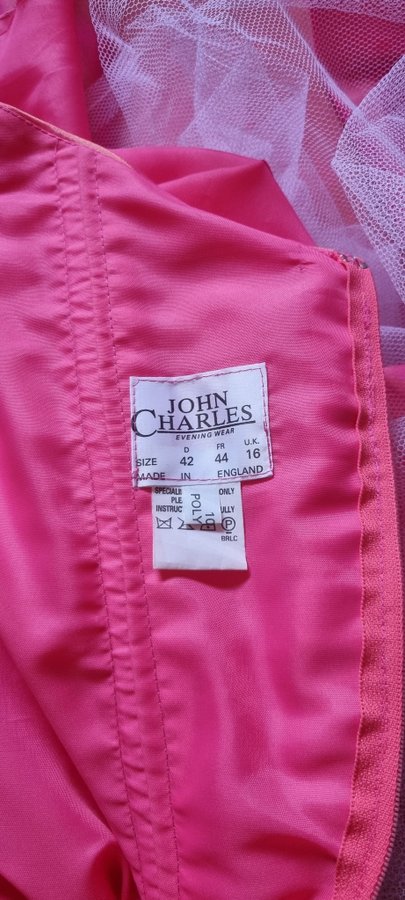 JOHN
CHARLES
EVENING WEAR
D FR U.K.
SIZE 42 44 16
MADE IN ENGLAND
ONLY
POLY
P
BRLC